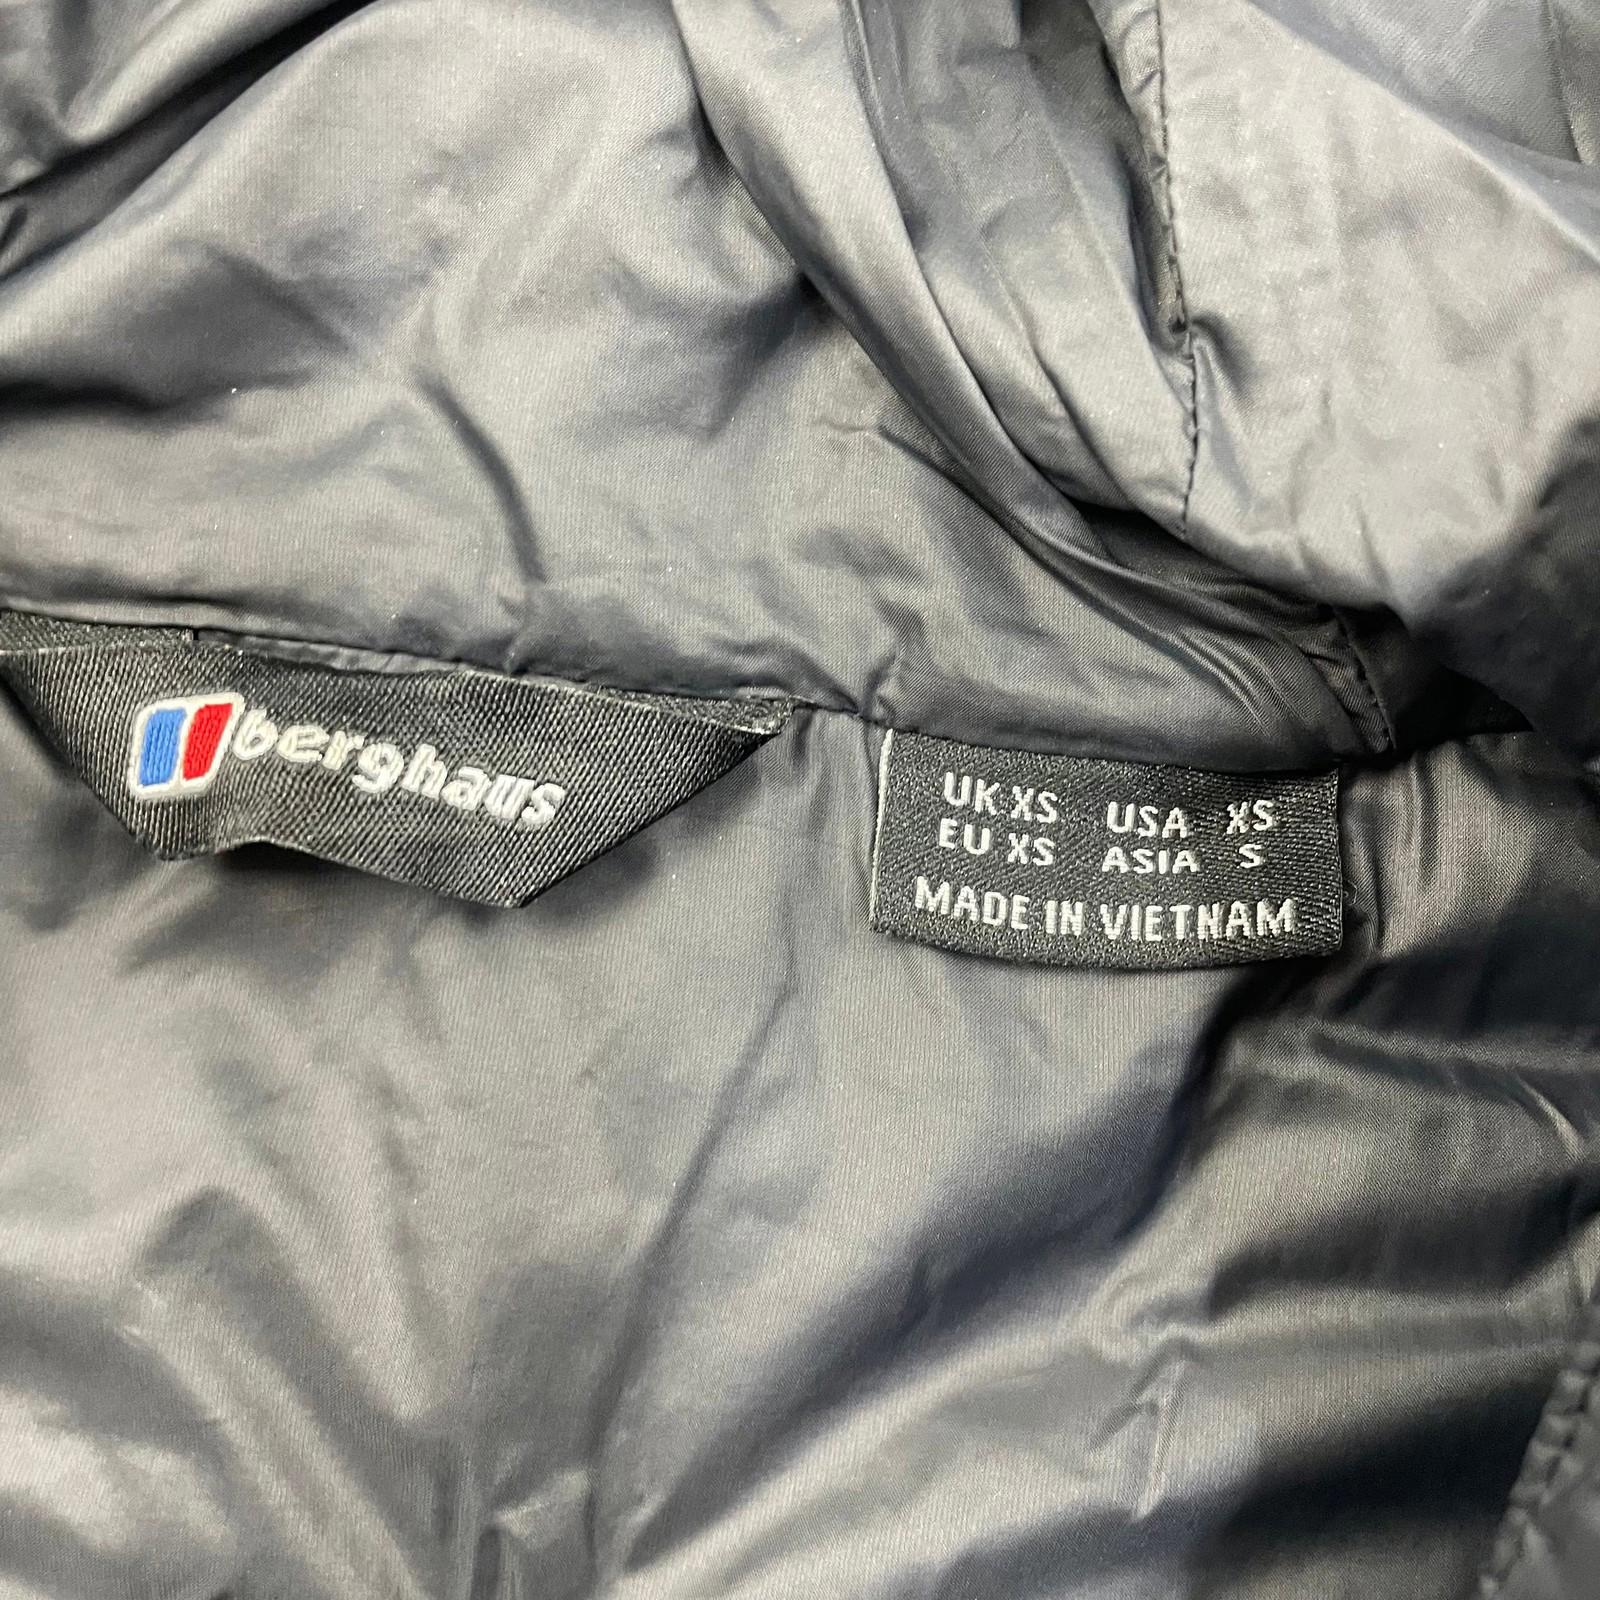 berghaus
UK XS USA XS
EU XS ASIA S
MADE IN VIETNAM